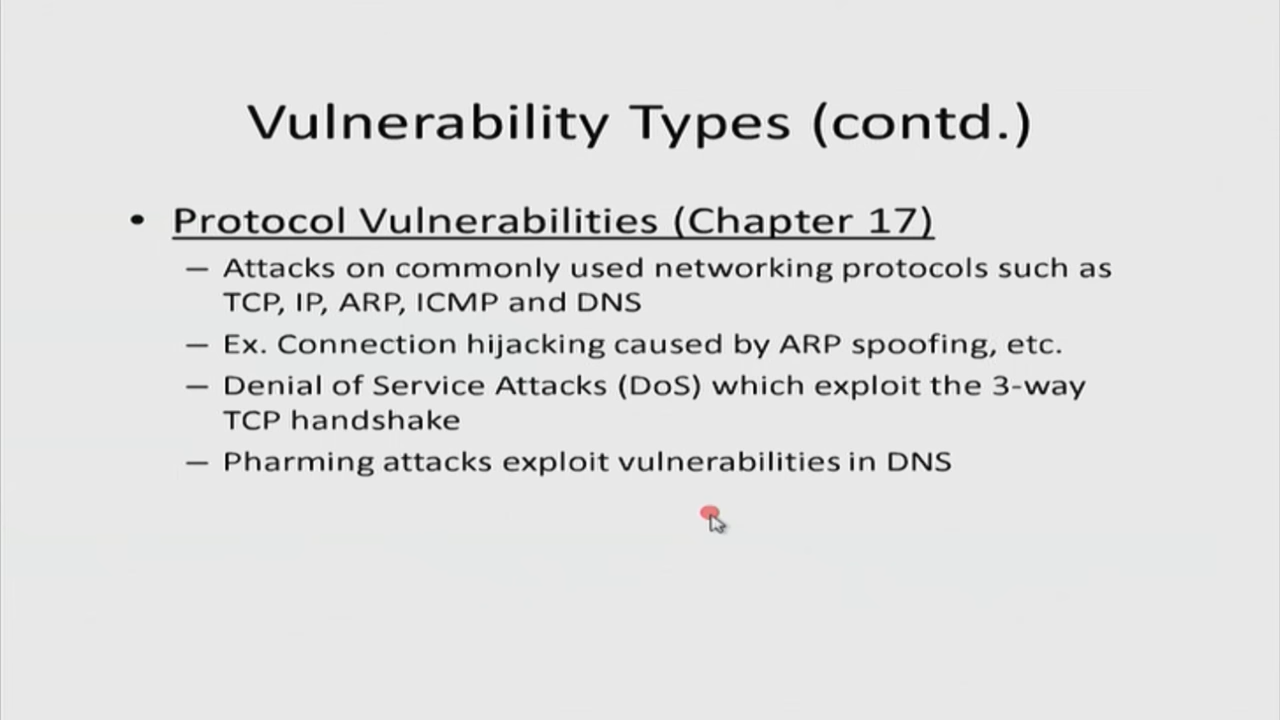 Vulnerability Types (contd.)
• Protocol Vulnerabilities (Chapter 17)
– Attacks on commonly used networking protocols such as
TCP, IP, ARP, ICMP and DNS
– Ex. Connection hijacking caused by ARP spoofing, etc.
– Denial of Service Attacks (DoS) which exploit the 3-way
TCP handshake
– Pharming attacks exploit vulnerabilities in DNS